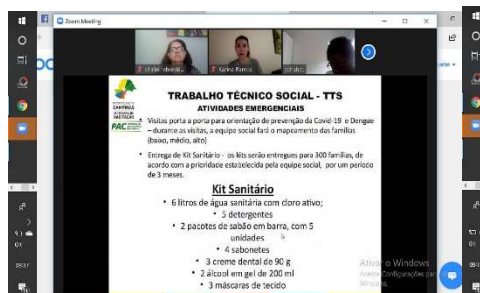 Zoom Meeting
Karina Ramos
TRABALHO TÉCNICO SOCIAL - TTS
ATIVIDADES EMERGENCIAIS
CAMPINAS
PAC
• Visitas porta a porta para orientação de prevenção da Covid-19 e Dengue
– durante as visitas, a equipe social fará o mapeamento das famílias
(baixo, médio, alto)
• Entrega de Kit Sanitário - os kits serão entregues para 300 famílias, de
acordo com a prioridade estabelecida pela equipe social, por um período
de 3 meses.
Kit Sanitário
• 6 litros de água sanitária com cloro ativo;
• 5 detergentes
• 2 pacotes de sabão em barra, com 5
unidades
• 4 sabonetes
• 3 creme dental de 90 g
• 2 álcool em gel de 200 ml
• 3 máscaras de tecido
Ativar o Windows
Acesse Configurações para
Windows.